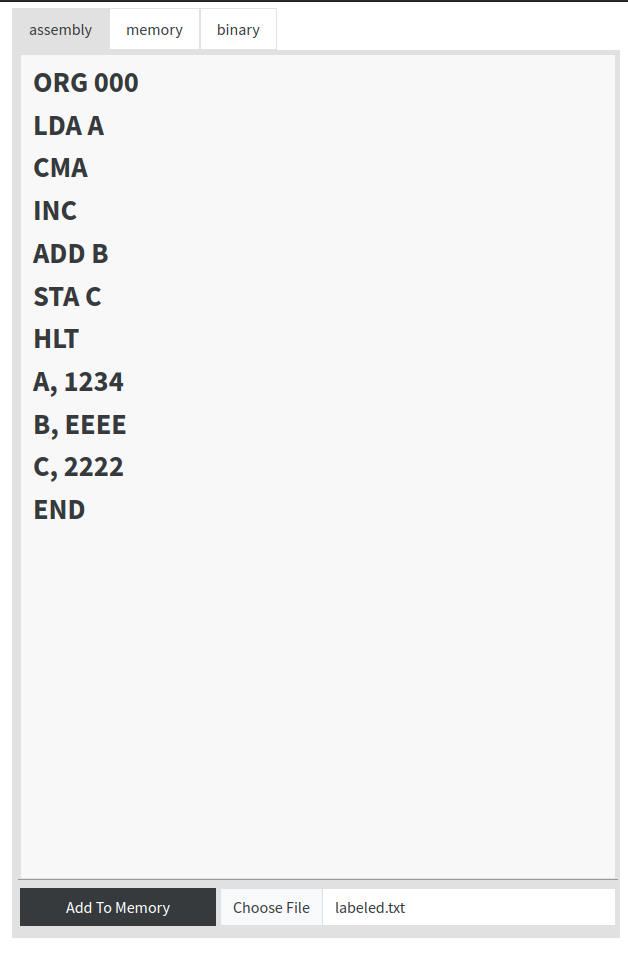 assembly memory binary
ORG 000
LDA A
CMA
INC
ADD B
STA C
HLT
A, 1234
B, EEEE
C, 2222
END
Add To Memory Choose File labeled.txt